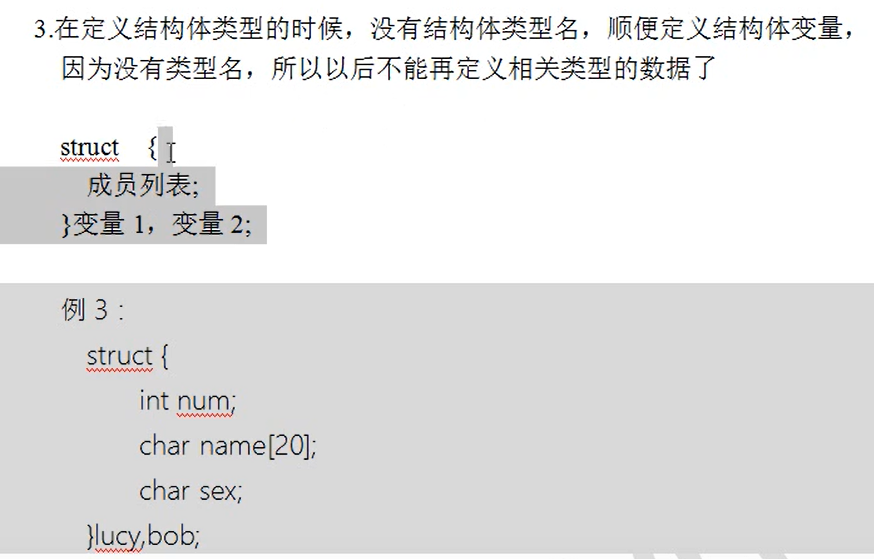 3.在定义结构体类型的时候，没有结构体类型名，顺便定义结构体变量，
因为没有类型名，所以以后不能再定义相关类型的数据了
struct {
成员列表;
}变量 1，变量 2;
例 3：
struct {
int num;
char name[20];
char sex;
}lucy,bob;